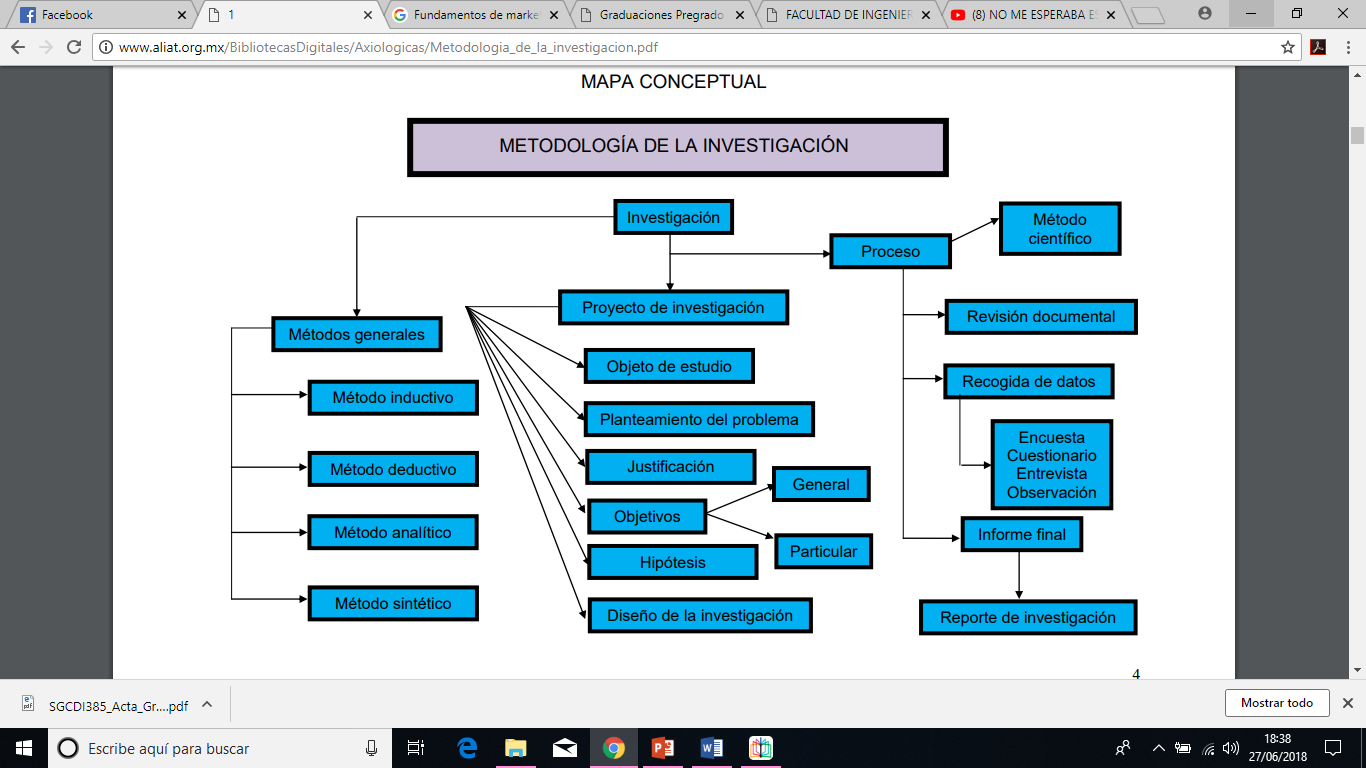 Facebook
1
Fundamentos de marke
Graduaciones Pregrado
FACULTAD DE INGENIER
(8) NO ME ESPERABA ES
www.aliat.org.mx/BibliotecasDigitales/Axiologicas/Metodologia_de_la_investigacion.pdf
MAPA CONCEPTUAL
METODOLOGÍA DE LA INVESTIGACIÓN
Investigación
Proceso
Método
científico
Proyecto de investigación
Métodos generales
Método inductivo
Método deductivo
Método analítico
Método sintético
Objeto de estudio
Planteamiento del problema
Justificación
Objetivos
General
Particular
Hipótesis
Diseño de la investigación
Revisión documental
Recogida de datos
Encuesta
Cuestionario
Entrevista
Observación
Informe final
Reporte de investigación
4
SGCDI385_Acta_Gr....pdf
Mostrar todo
Escribe aquí para buscar
18:38
27/06/2018